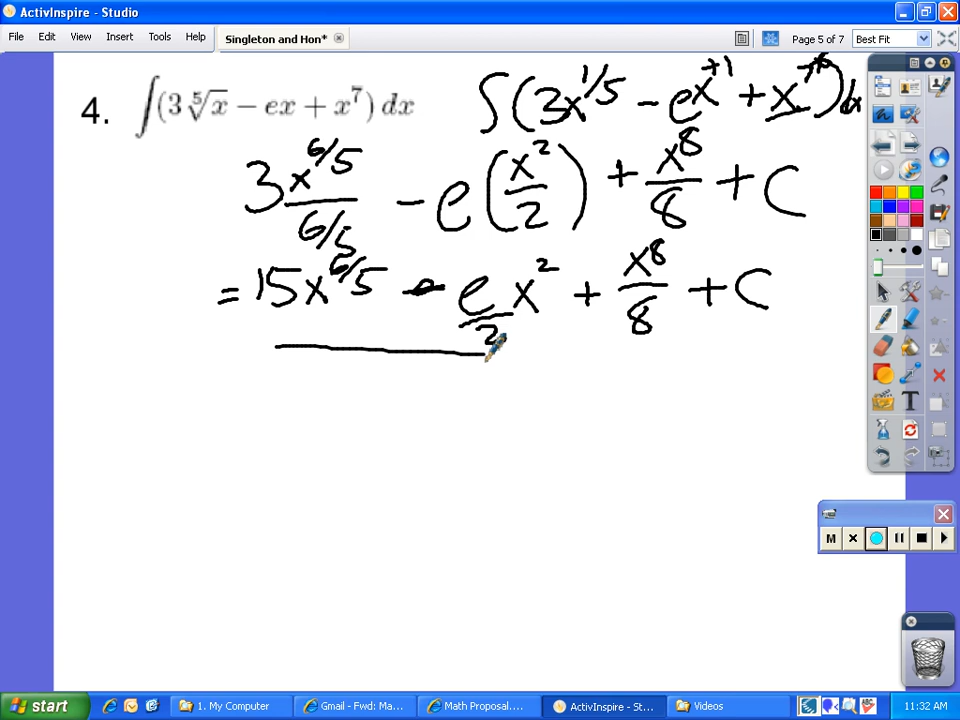 ActivInspire - Studio
File Edit View Insert Tools Help Singleton and Hon* Page 5 of 7 Best Fit
4. ∫(3 ⁵√x − ex + x⁷) dx
∫(3x^1/5 − ex^+1 + x^7+1)dx
3 x^6/5 / 6/5 − e(x²/2) + x⁸/8 + C
= 15x^6/5 − e/2 x² + x⁸/8 + C
M
start 1. My Computer Gmail - Fwd: Ma... Math Proposal.... ActivInspire - St... Videos 11:32 AM